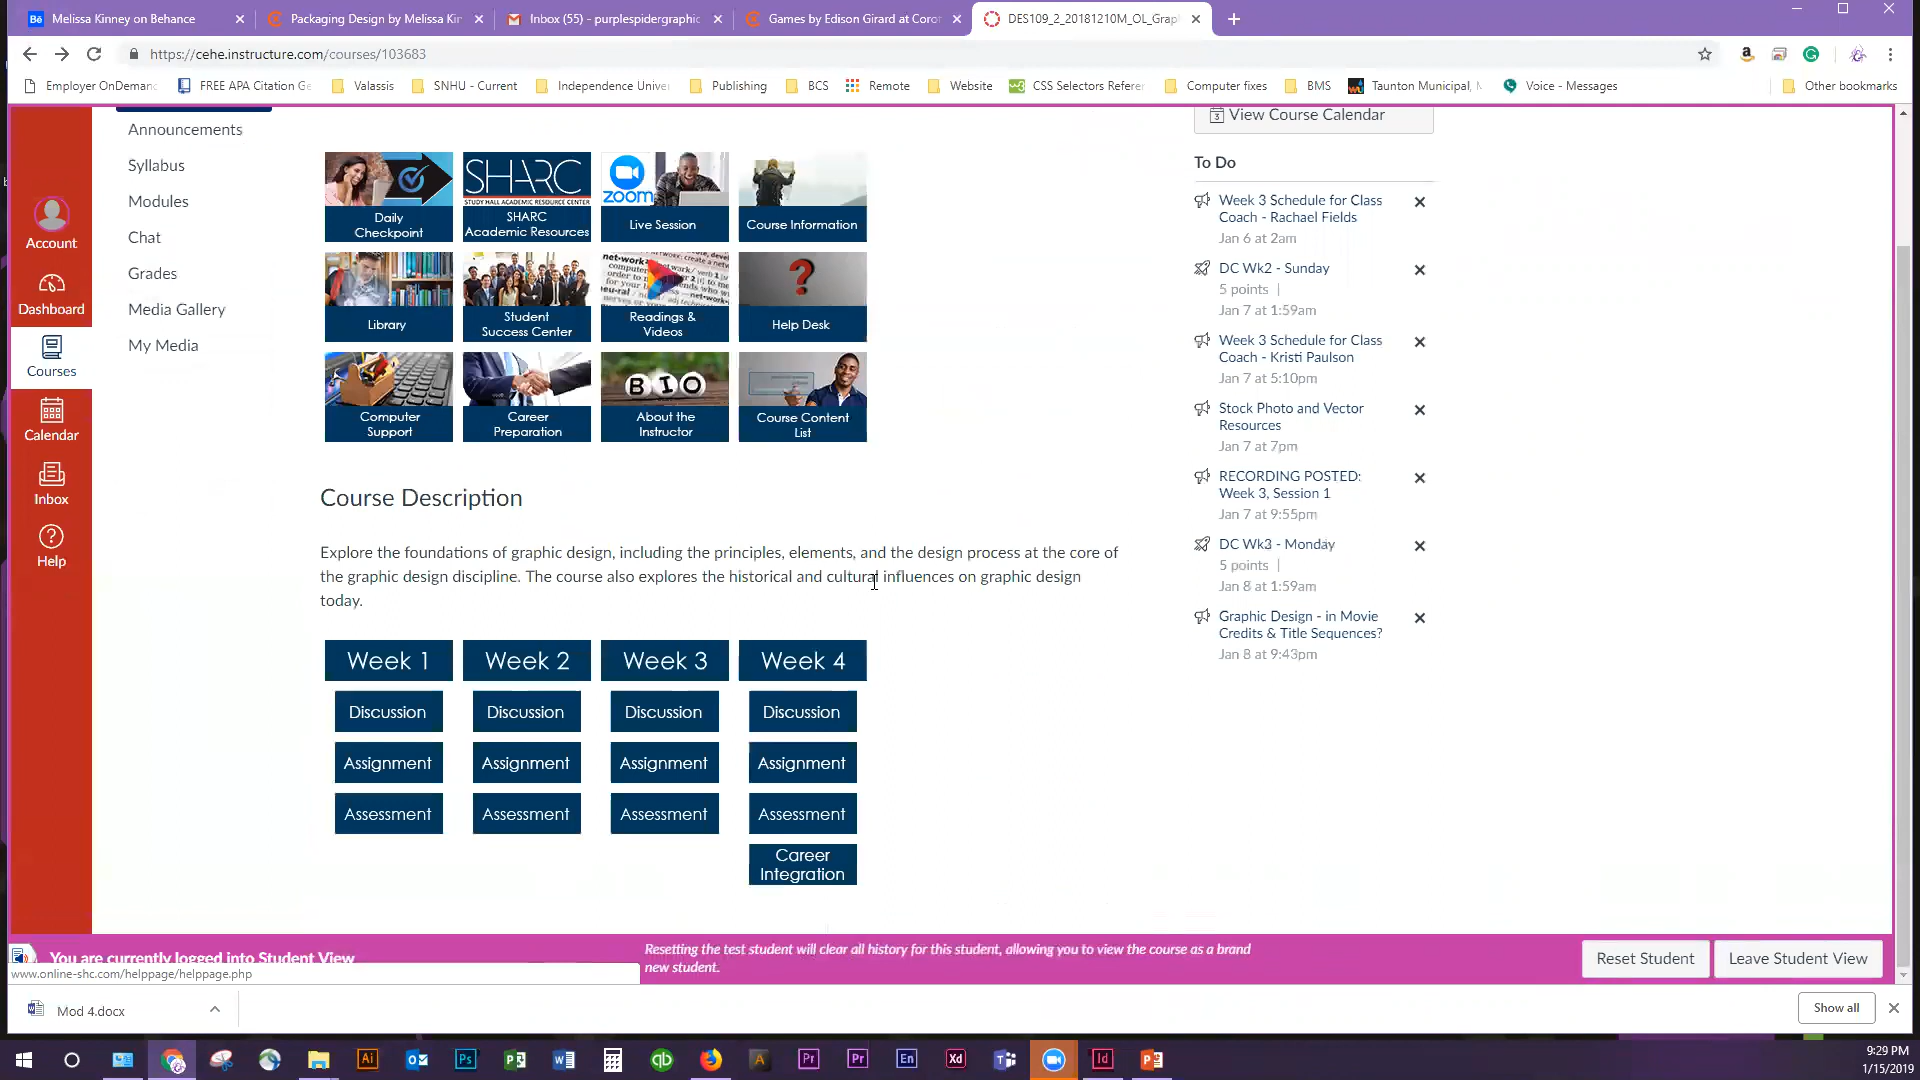 Melissa Kinney on Behance
Packaging Design by Melissa Kin
Inbox (55) - purplespidergraphic
Games by Edison Girard at Coron
DES109_2_20181210M_OL_Grap
https://cehe.instructure.com/courses/103683
Employer OnDemand
FREE APA Citation Ge
Valassis
SNHU - Current
Independence Univer
Publishing
BCS
Remote
Website
CSS Selectors Referen
Computer fixes
BMS
Taunton Municipal,
Voice - Messages
Other bookmarks
Account
Dashboard
Courses
Calendar
Inbox
Help
Announcements
Syllabus
Modules
Chat
Grades
Media Gallery
My Media
Daily
Checkpoint
SHARC
STUDY HALL ACADEMIC RESOURCE CENTER
SHARC
Academic Resources
zoom
Live Session
Course Information
Library
Student
Success Center
Readings &
Videos
?
Help Desk
Computer
Support
Career
Preparation
BIO
About the
Instructor
Course Content
List
Course Description
Explore the foundations of graphic design, including the principles, elements, and the design process at the core of
the graphic design discipline. The course also explores the historical and cultural influences on graphic design
today.
Week 1
Week 2
Week 3
Week 4
Discussion
Discussion
Discussion
Discussion
Assignment
Assignment
Assignment
Assignment
Assessment
Assessment
Assessment
Assessment
Career
Integration
View Course Calendar
To Do
Week 3 Schedule for Class
Coach - Rachael Fields
Jan 6 at 2am
DC Wk2 - Sunday
5 points |
Jan 7 at 1:59am
Week 3 Schedule for Class
Coach - Kristi Paulson
Jan 7 at 5:10pm
Stock Photo and Vector
Resources
Jan 7 at 7pm
RECORDING POSTED:
Week 3, Session 1
Jan 7 at 9:55pm
DC Wk3 - Monday
5 points |
Jan 8 at 1:59am
Graphic Design - in Movie
Credits & Title Sequences?
Jan 8 at 9:43pm
You are currently logged into Student View
Resetting the test student will clear all history for this student, allowing you to view the course as a brand
new student.
Reset Student
Leave Student View
www.online-shc.com/helppage/helppage.php
Mod 4.docx
Show all
9:29 PM
1/15/2019